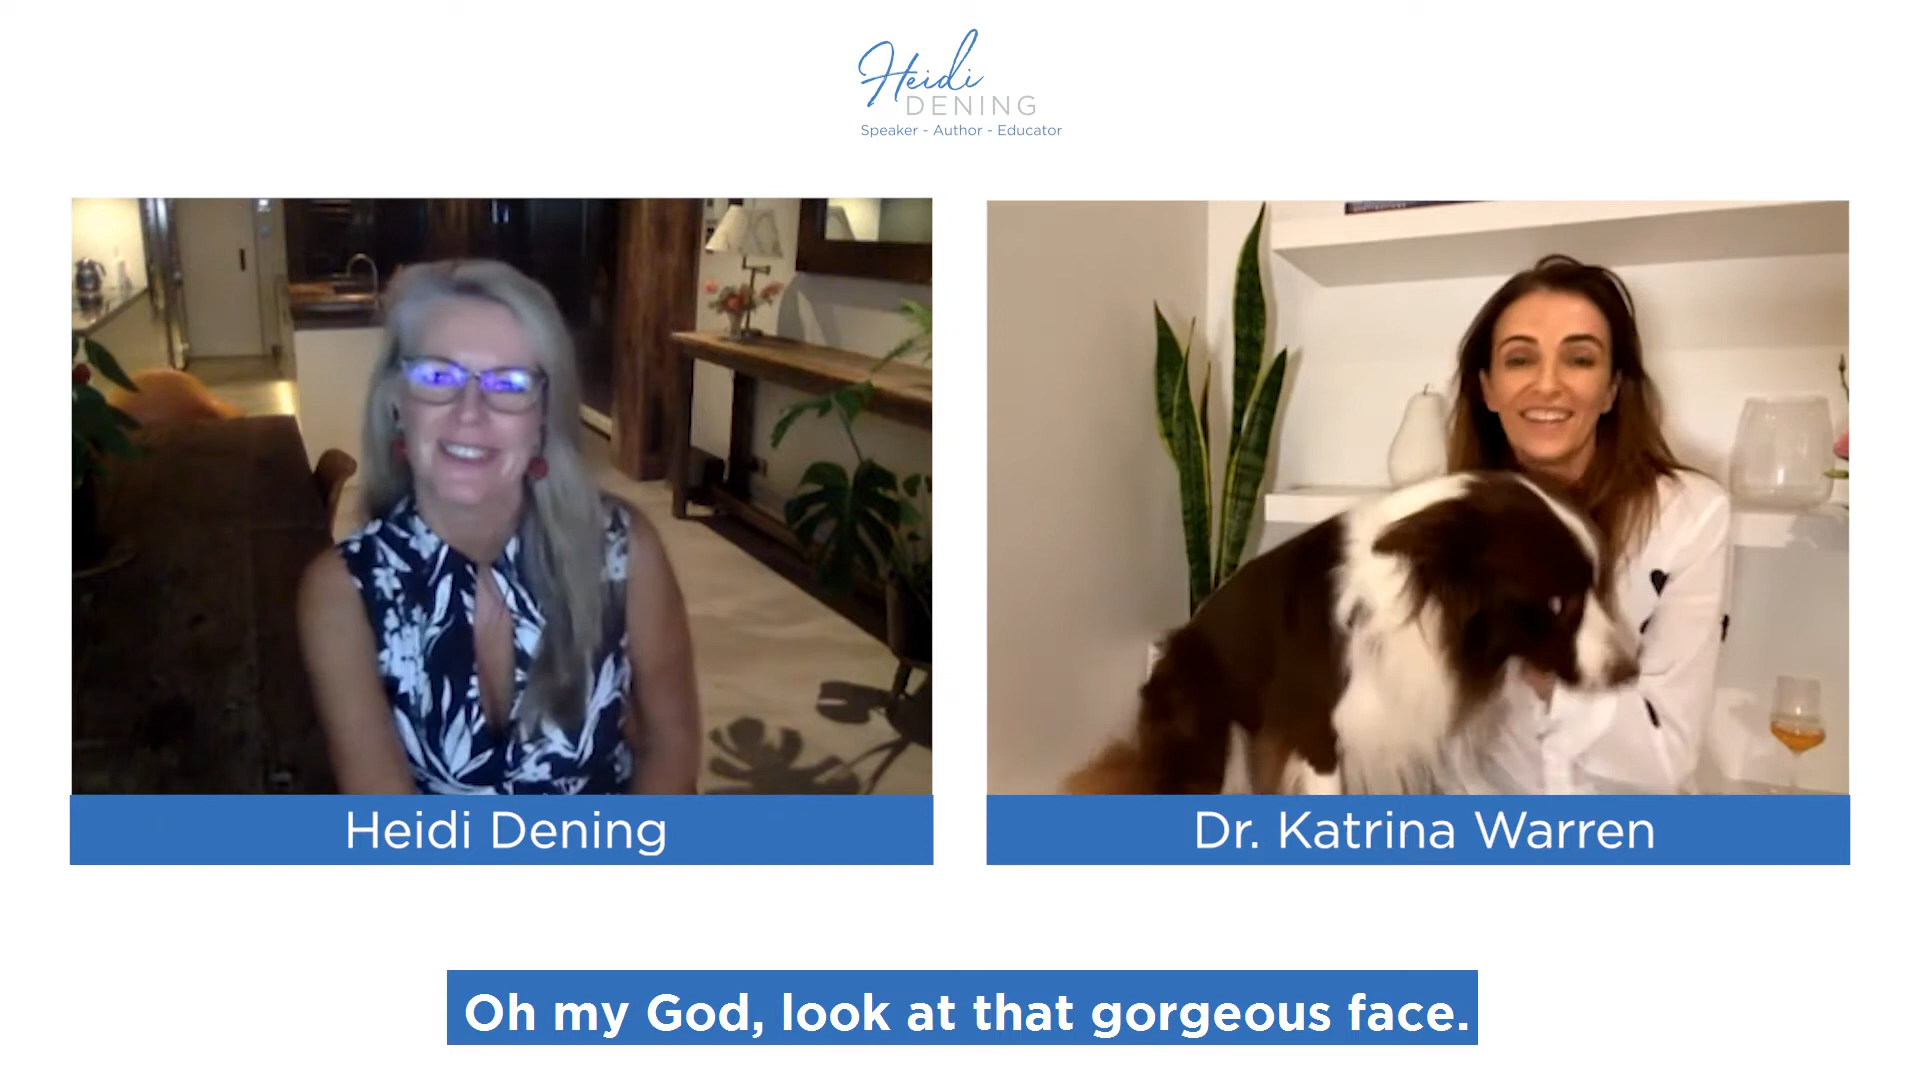 Heidi
DENING
Speaker - Author - Educator
Heidi Dening
Dr. Katrina Warren
Oh my God, look at that gorgeous face.